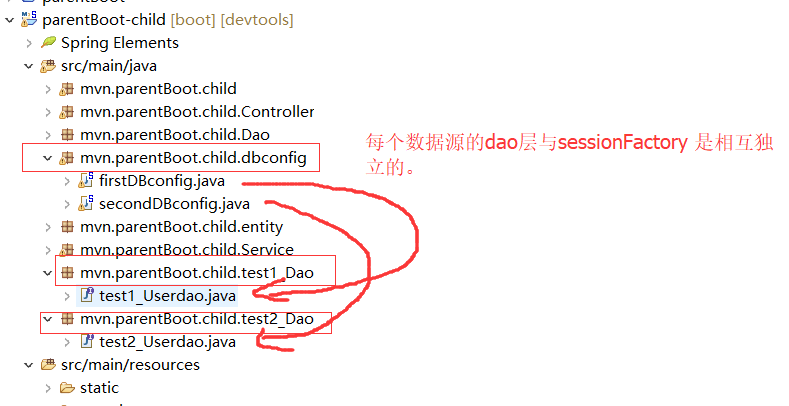 parentBoot-child [boot] [devtools]
Spring Elements
src/main/java
mvn.parentBoot.child
mvn.parentBoot.child.Controller
mvn.parentBoot.child.Dao
每个数据源的dao层与sessionFactory 是相互独
立的。
mvn.parentBoot.child.dbconfig
firstDBconfig.java
secondDBconfig.java
mvn.parentBoot.child.entity
mvn.parentBoot.child.Service
mvn.parentBoot.child.test1_Dao
test1_Userdao.java
mvn.parentBoot.child.test2_Dao
test2_Userdao.java
src/main/resources
static